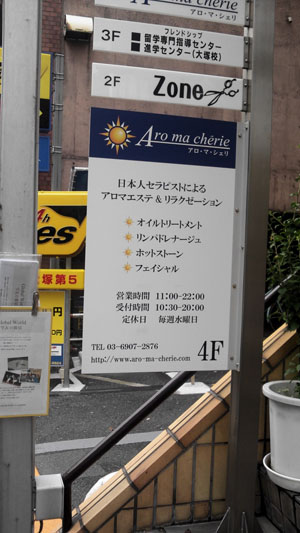 Aro ma chérie
アロ・マ・シェリ
3F
フレンドシップ
■ 留学専門指導センター
■ 進学センター(大塚校)
2F
Zone
Aro ma chérie
アロ・マ・シェリ
日本人セラピストによる
アロマエステ & リラクゼーション
オイルトリートメント
リンパドレナージュ
ホットストーン
フェイシャル
営業時間 11:00-22:00
受付時間 10:30-20:00
定休日 毎週水曜日
TEL 03-6907-2876
http://www.aro-ma-cherie.com
4F
塚第5